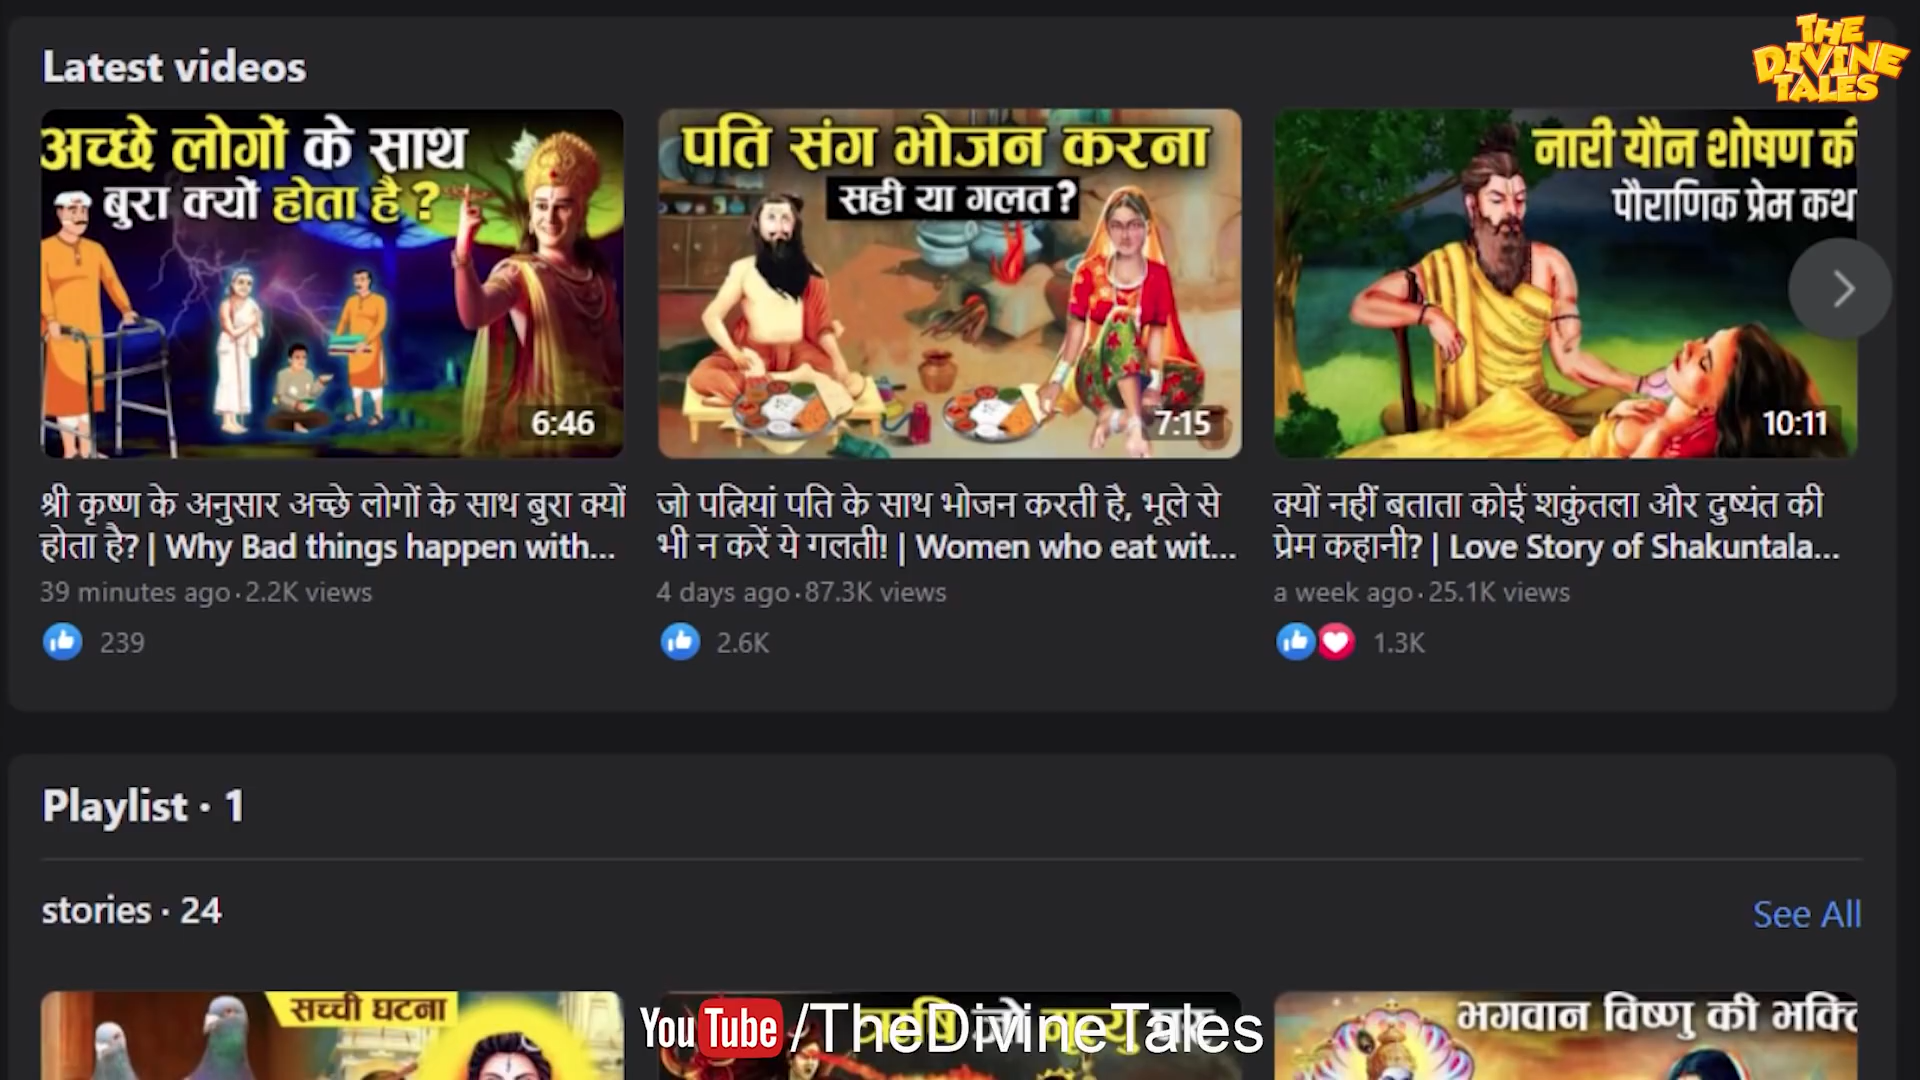 THE
DIVINE
TALES
Latest videos
अच्छे लोगों के साथ
बुरा क्यों होता है ?
6:46
पति संग भोजन करना
सही या गलत ?
7:15
नारी यौन शोषण की
पौराणिक प्रेम कथ
10:11
श्री कृष्ण के अनुसार अच्छे लोगों के साथ बुरा क्यों
होता है? | Why Bad things happen with...
39 minutes ago · 2.2K views
239
जो पत्नियां पति के साथ भोजन करती है, भूले से
भी न करें ये गलती! | Women who eat wit...
4 days ago · 87.3K views
2.6K
क्यों नहीं बताता कोई शकुंतला और दुष्यंत की
प्रेम कहानी? | Love Story of Shakuntala...
a week ago · 25.1K views
1.3K
Playlist · 1
stories · 24
See All
सच्ची घटना
भगवान विष्णु की भक्ति
YouTube /TheDivineTales